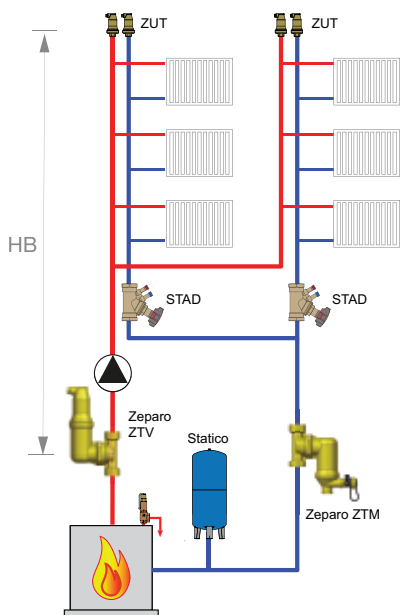 ZUT
ZUT
HB
STAD
STAD
Zeparo
ZTV
Statico
Zeparo ZTM